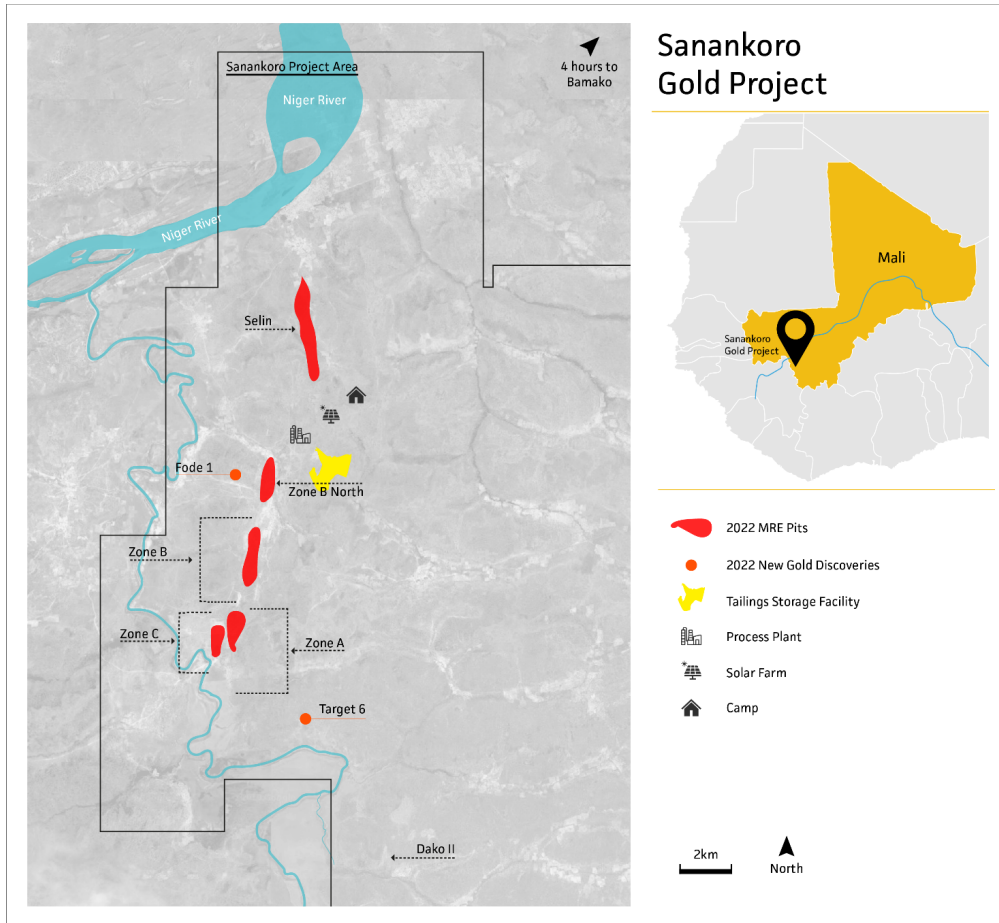 Sanankoro
Gold Project
Sanankoro Project Area
4 hours to
Bamako
Niger River
Niger River
Selin
Fode 1
Zone B North
Zone B
Zone C
Zone A
Target 6
Dako II
Mali
Sanankoro
Gold Project
2022 MRE Pits
2022 New Gold Discoveries
Tailings Storage Facility
Process Plant
Solar Farm
Camp
2km
North